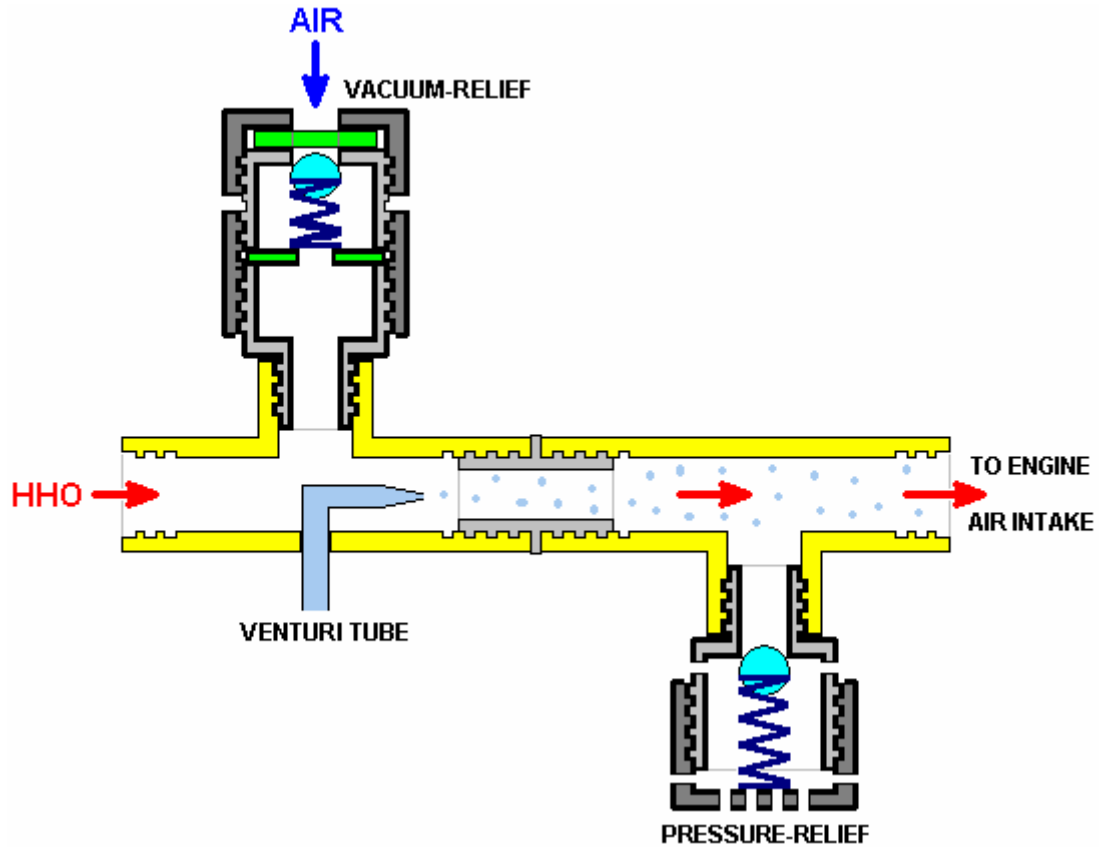 AIR
VACUUM-RELIEF
HHO
TO ENGINE
AIR INTAKE
VENTURI TUBE
PRESSURE-RELIEF